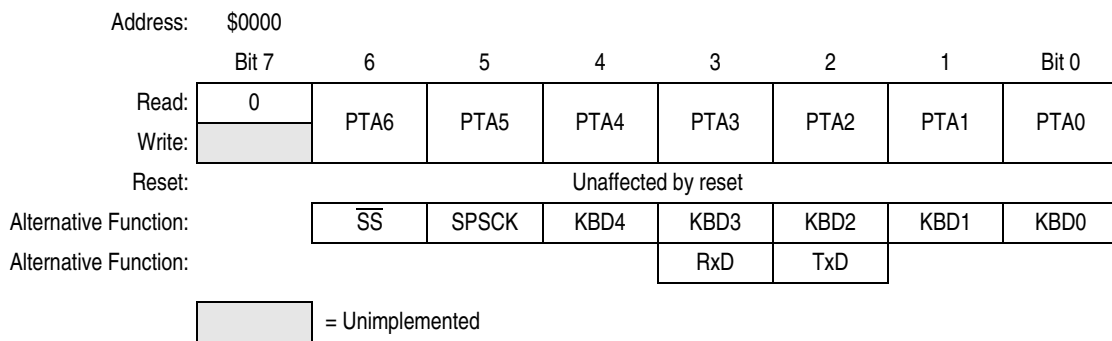 Address: $0000
Bit 7 6 5 4 3 2 1 Bit 0
Read: 0 PTA6 PTA5 PTA4 PTA3 PTA2 PTA1 PTA0
Write:
Reset: Unaffected by reset
Alternative Function: S̅S̅ SPSCK KBD4 KBD3 KBD2 KBD1 KBD0
Alternative Function: RxD TxD
= Unimplemented